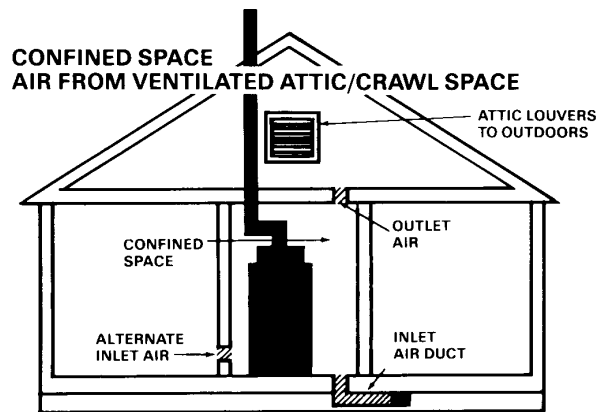 CONFINED SPACE
AIR FROM VENTILATED ATTIC/CRAWL SPACE
ATTIC LOUVERS
TO OUTDOORS
OUTLET
AIR
CONFINED
SPACE
ALTERNATE
INLET AIR
INLET
AIR DUCT